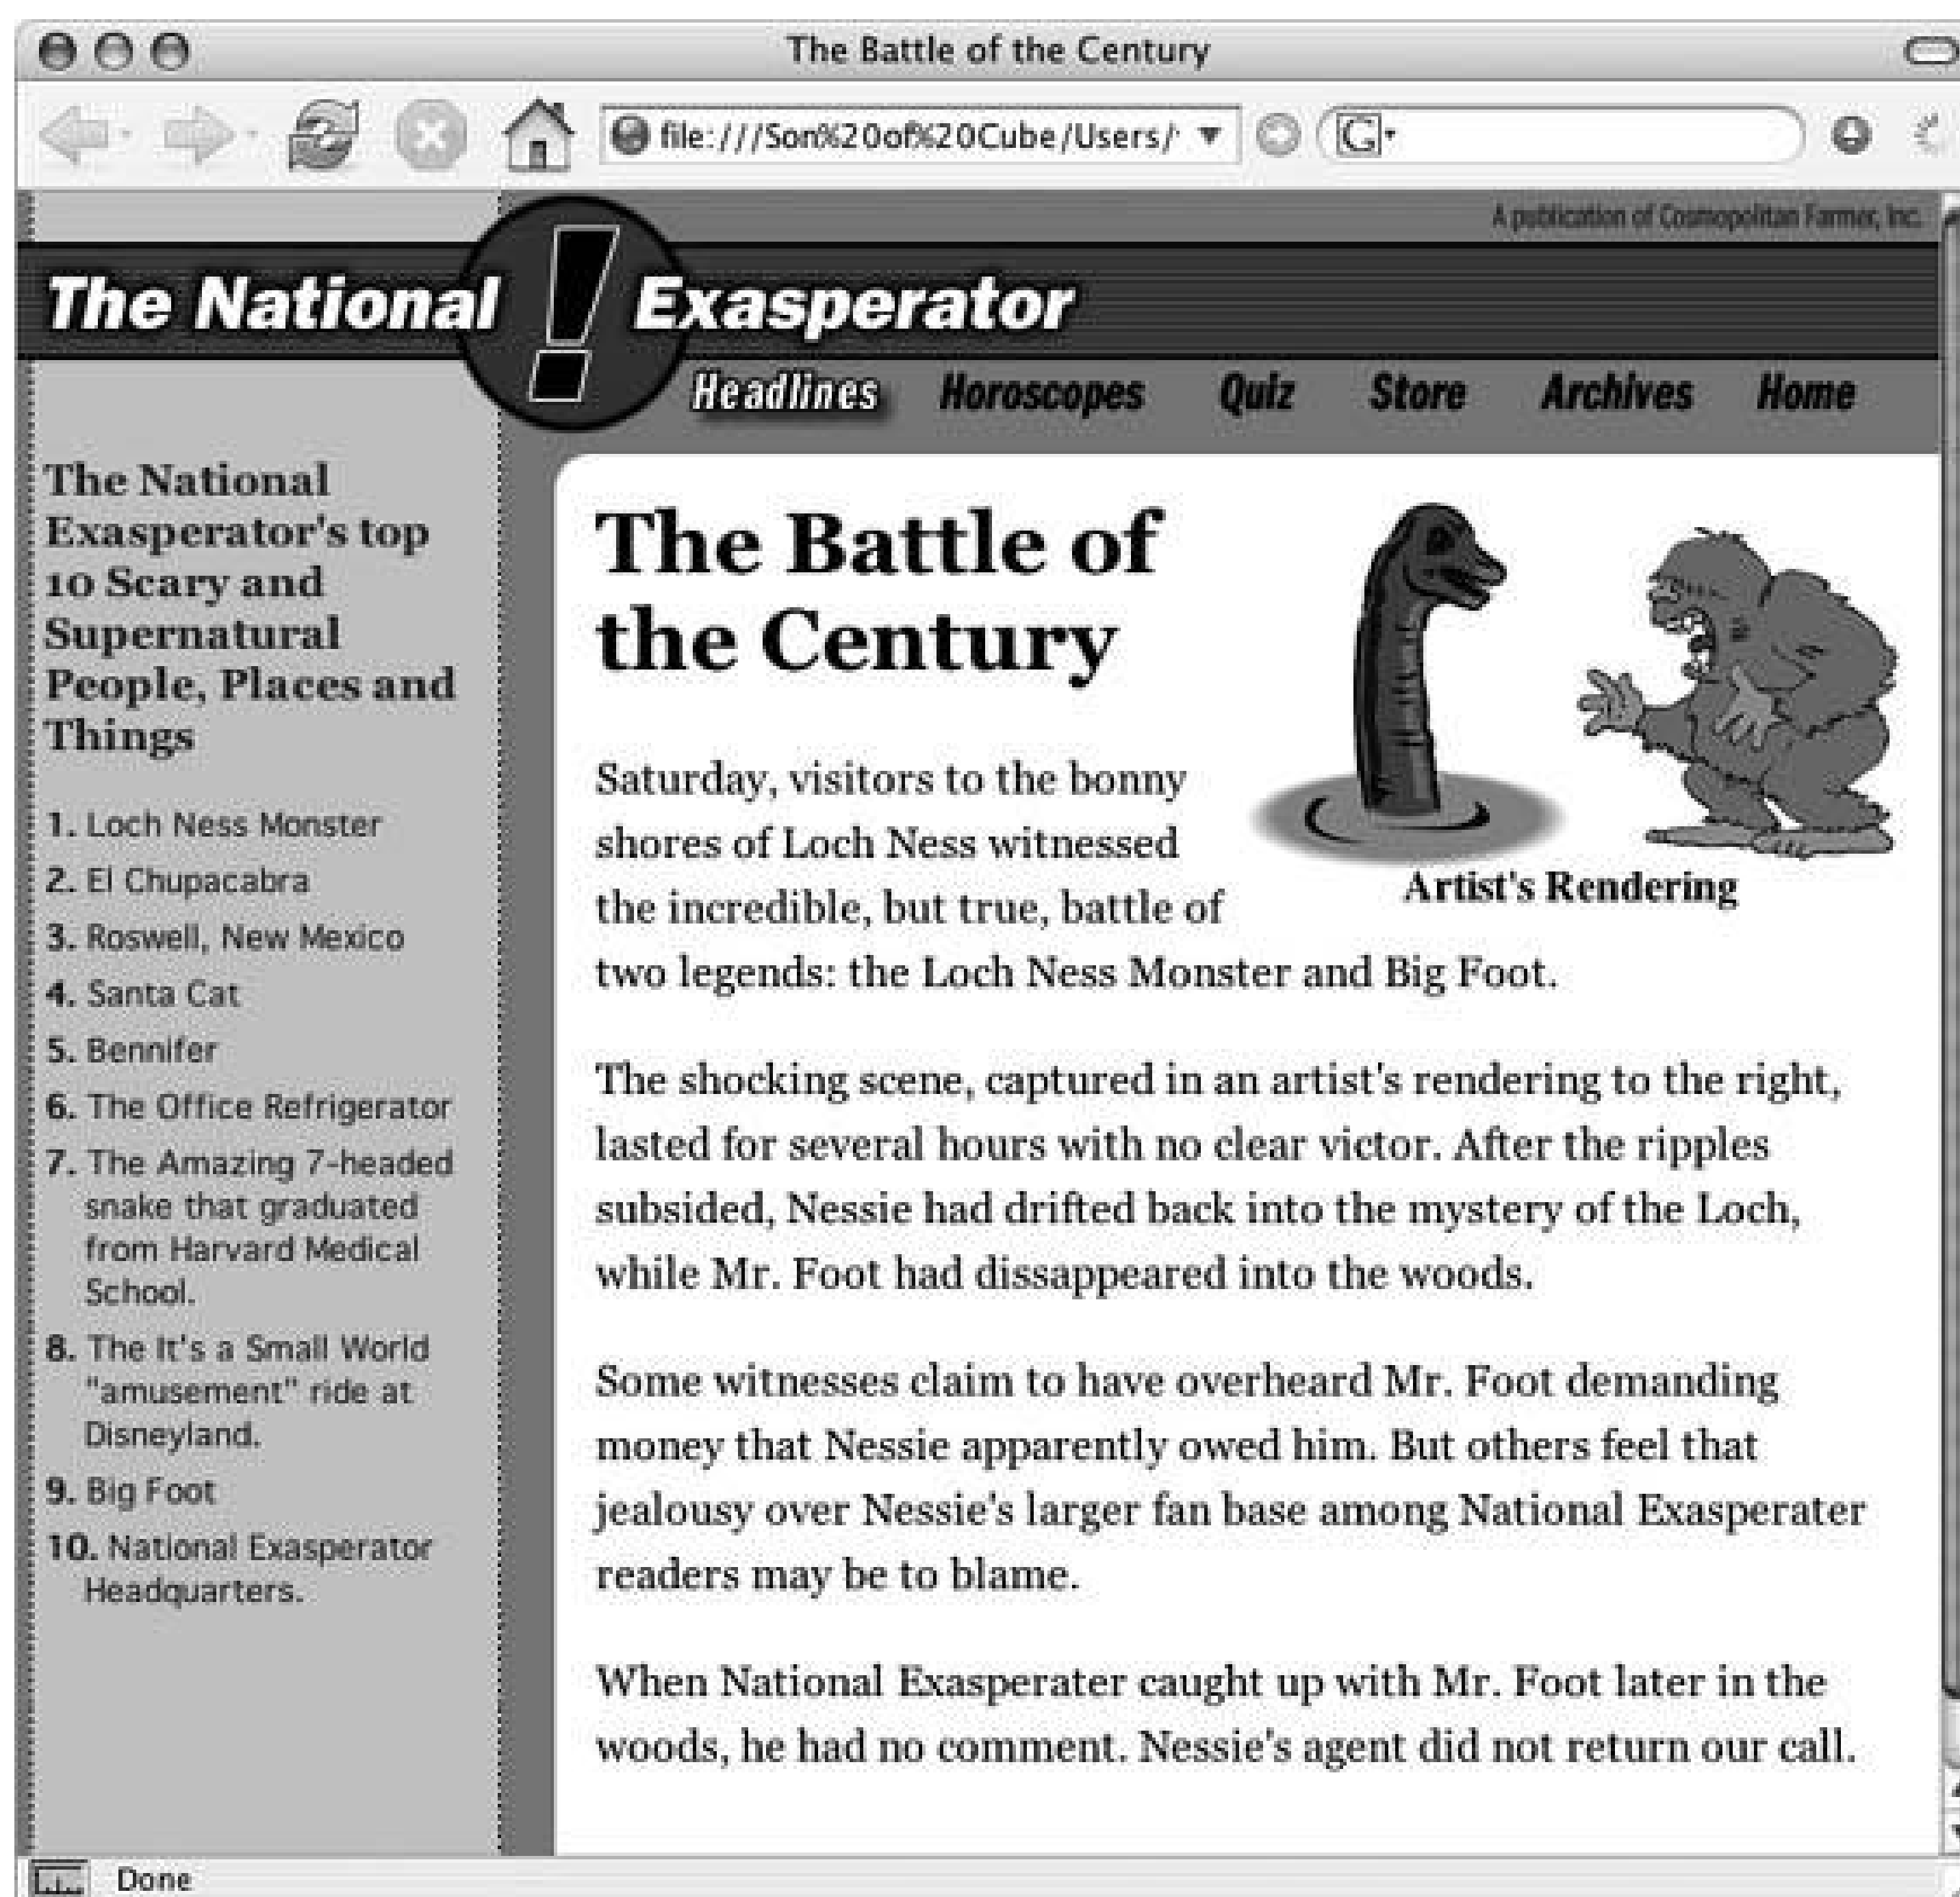 The Battle of the Century
file:///Son%20of%20Cube/Users/
G
A publication of Cosmopolitan Farmer, Inc.
The National ! Exasperator
Headlines Horoscopes Quiz Store Archives Home
The National
Exasperator's top
10 Scary and
Supernatural
People, Places and
Things
1. Loch Ness Monster
2. El Chupacabra
3. Roswell, New Mexico
4. Santa Cat
5. Bennifer
6. The Office Refrigerator
7. The Amazing 7-headed
snake that graduated
from Harvard Medical
School.
8. The It's a Small World
"amusement" ride at
Disneyland.
9. Big Foot
10. National Exasperator
Headquarters.
The Battle of
the Century
Artist's Rendering
Saturday, visitors to the bonny
shores of Loch Ness witnessed
the incredible, but true, battle of
two legends: the Loch Ness Monster and Big Foot.
The shocking scene, captured in an artist's rendering to the right,
lasted for several hours with no clear victor. After the ripples
subsided, Nessie had drifted back into the mystery of the Loch,
while Mr. Foot had dissappeared into the woods.
Some witnesses claim to have overheard Mr. Foot demanding
money that Nessie apparently owed him. But others feel that
jealousy over Nessie's larger fan base among National Exasperater
readers may be to blame.
When National Exasperater caught up with Mr. Foot later in the
woods, he had no comment. Nessie's agent did not return our call.
Done